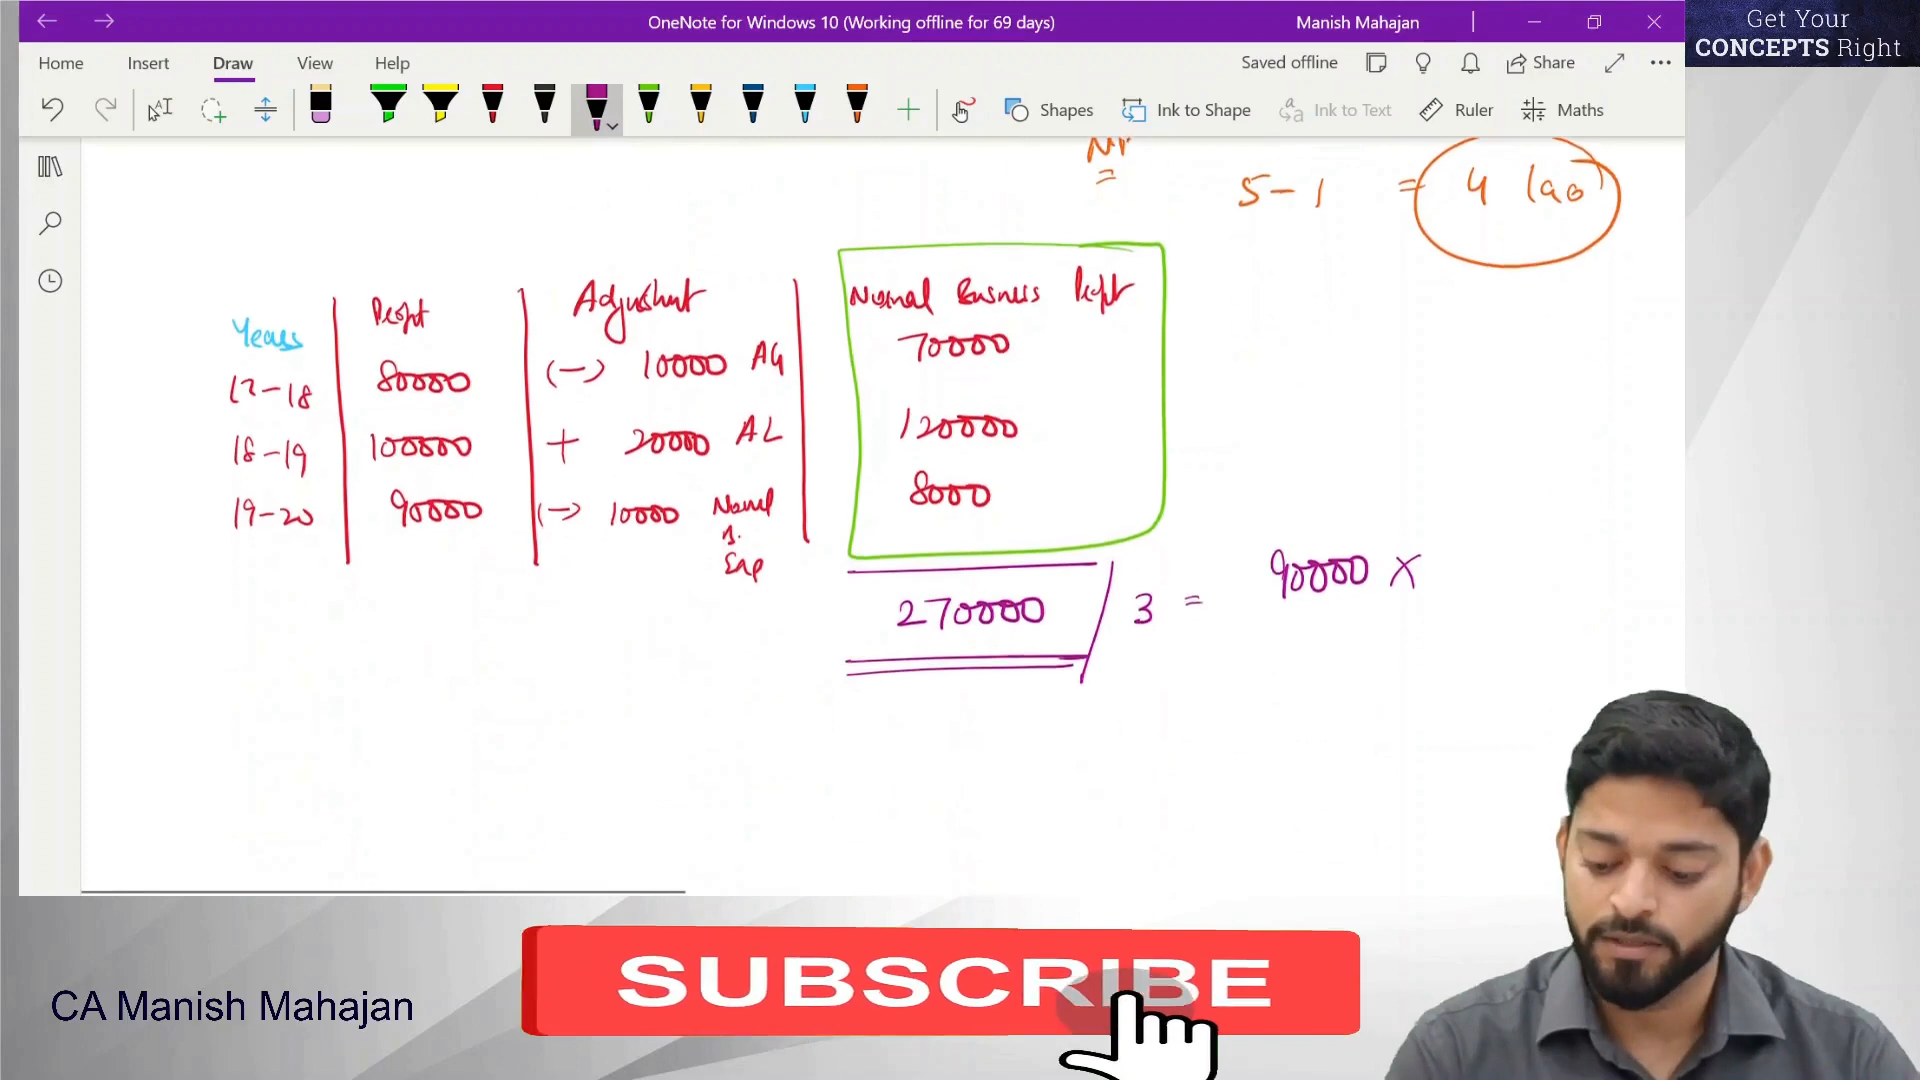 OneNote for Windows 10 (Working offline for 69 days)
Manish Mahajan
Get Your
CONCEPTS Right
Home Insert Draw View Help
Saved offline
Share
Shapes
Ink to Shape
Ink to Text
Ruler
Maths
NP
=
5-1 = 4 lac
Years Profit Adjustment Normal Business Profit
17-18 80000 (-) 10000 AG 70000
18-19 100000 + 20000 AL 120000
19-20 90000 (-) 10000 Normal 8000
Exp
270000 / 3 = 90000 X
SUBSCRIBE
CA Manish Mahajan